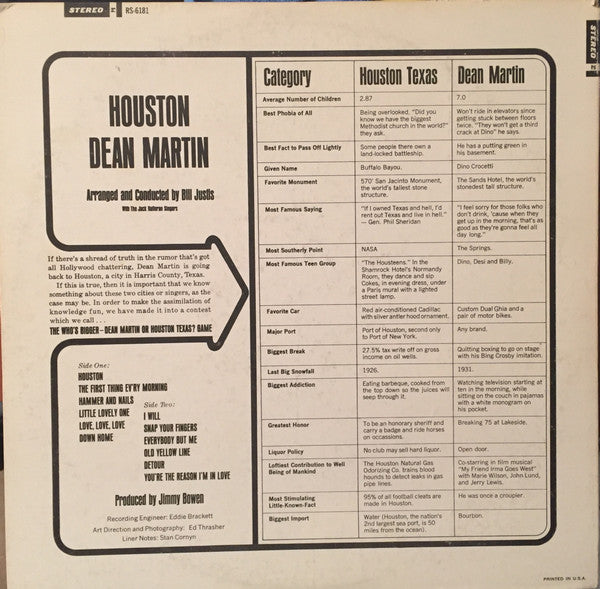 STEREO R RS-6181
STEREO
HOUSTON
DEAN MARTIN
Arranged and Conducted by Bill Justis
With The Jack Halloran Singers
If there's a shread of truth in the rumor that's got
all Hollywood chattering, Dean Martin is going
back to Houston, a city in Harris County, Texas.
If this is true, then it is important that we know
something about these two cities or singers, as the
case may be. In order to make the assimilation of
knowledge fun, we have made it into a contest
which we call . . .
THE WHO'S BIGGER—DEAN MARTIN OR HOUSTON TEXAS? GAME
Side One:
HOUSTON
THE FIRST THING EV'RY MORNING
HAMMER AND NAILS
LITTLE LOVELY ONE
LOVE, LOVE, LOVE
DOWN HOME
Side Two:
I WILL
SNAP YOUR FINGERS
EVERYBODY BUT ME
OLD YELLOW LINE
DETOUR
YOU'RE THE REASON I'M IN LOVE
Produced by Jimmy Bowen
Recording Engineer: Eddie Brackett
Art Direction and Photography: Ed Thrasher
Liner Notes: Stan Cornyn
Category Houston Texas Dean Martin
Average Number of Children 2.87 7.0
Best Phobia of All
Being overlooked. "Did you
know we have the biggest
Methodist church in the world?"
they ask.
Won't ride in elevators since
getting stuck between floors
twice. "They won't get a third
crack at Dino" he says.
Best Fact to Pass Off Lightly
Some people there own a
land-locked battleship.
He has a putting green in
his basement.
Given Name Buffalo Bayou. Dino Crocetti
Favorite Monument
570' San Jacinto Monument,
the world's tallest stone
structure.
The Sands Hotel, the world's
stonedest tall structure.
Most Famous Saying
"If I owned Texas and hell, I'd
rent out Texas and live in hell."
— Gen. Phil Sheridan
"I feel sorry for those folks who
don't drink, 'cause when they
get up in the morning, that's as
good as they're gonna feel all
day long."
Most Southerly Point NASA The Springs.
Most Famous Teen Group
"The Housteens." In the
Shamrock Hotel's Normandy
Room, they dance and sip
Cokes, in evening dress, under
a Paris mural with a lighted
street lamp.
Dino, Desi and Billy.
Favorite Car
Red air-conditioned Cadillac
with silver antler hood ornament.
Custom Dual Ghia and a
pair of motor bikes.
Major Port
Port of Houston, second only
to Port of New York.
Any brand.
Biggest Break
27.5% tax write off on gross
income on oil wells.
Quitting boxing to go on stage
with his Bing Crosby imitation.
Last Big Snowfall 1926. 1931.
Biggest Addiction
Eating barbeque, cooked from
the top down so the juices will
seep through it.
Watching television starting at
ten in the morning, while
sitting on the couch in pajamas
with a white monogram on
his pocket.
Greatest Honor
To be an honorary sheriff and
carry a badge and ride horses
on occassions.
Breaking 75 at Lakeside.
Liquor Policy No club may sell hard liquor. Open door.
Loftiest Contribution to Well
Being of Mankind
The Houston Natural Gas
Odorizing Co. trains blood
hounds to detect leaks in gas
pipe lines.
Co-starring in film musical
"My Friend Irma Goes West"
with Marie Wilson, John Lund,
and Jerry Lewis.
Most Stimulating
Little-Known-Fact
95% of all football cleats are
made in Houston.
He was once a croupier.
Biggest Import
Water (Houston, the nation's
2nd largest sea port, is 50
miles from the ocean).
Bourbon.
PRINTED IN U.S.A.